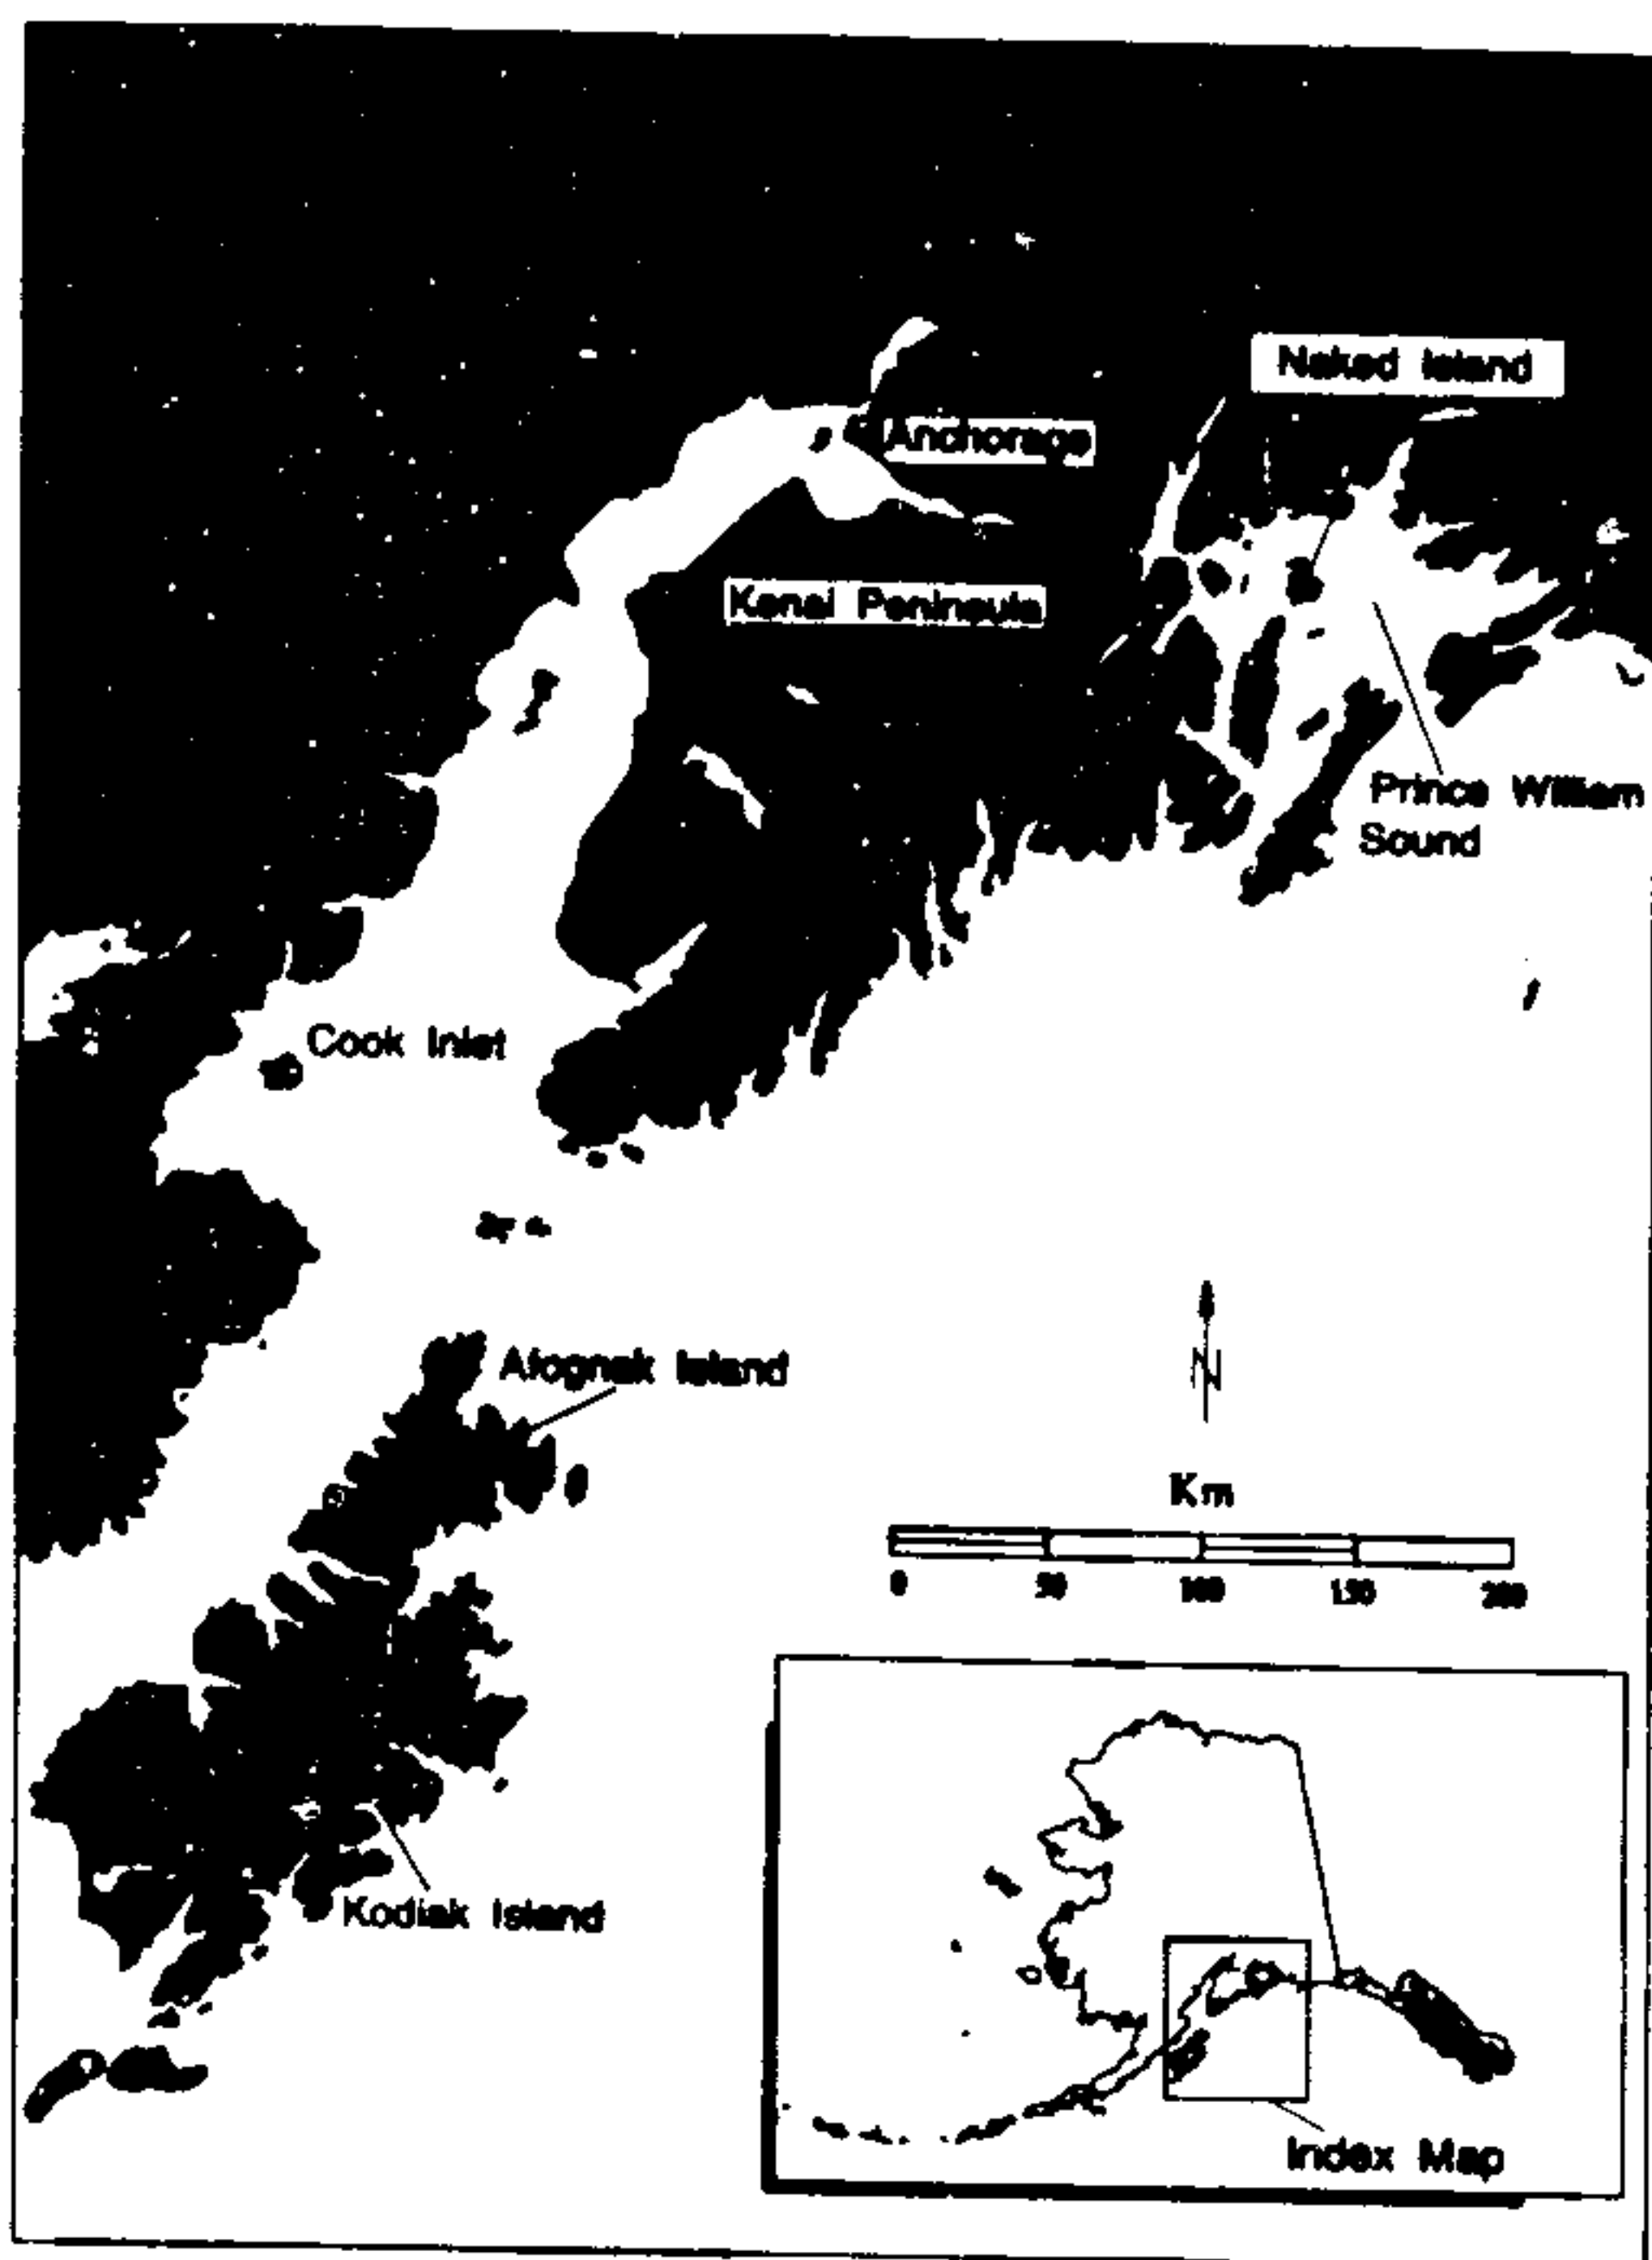 Naked Island
Anchorage
Kenai Peninsula
Prince William
Sound
Cook Inlet
Afognak Island
N
Km
0 50 100 150 200
Kodiak Island
Index Map